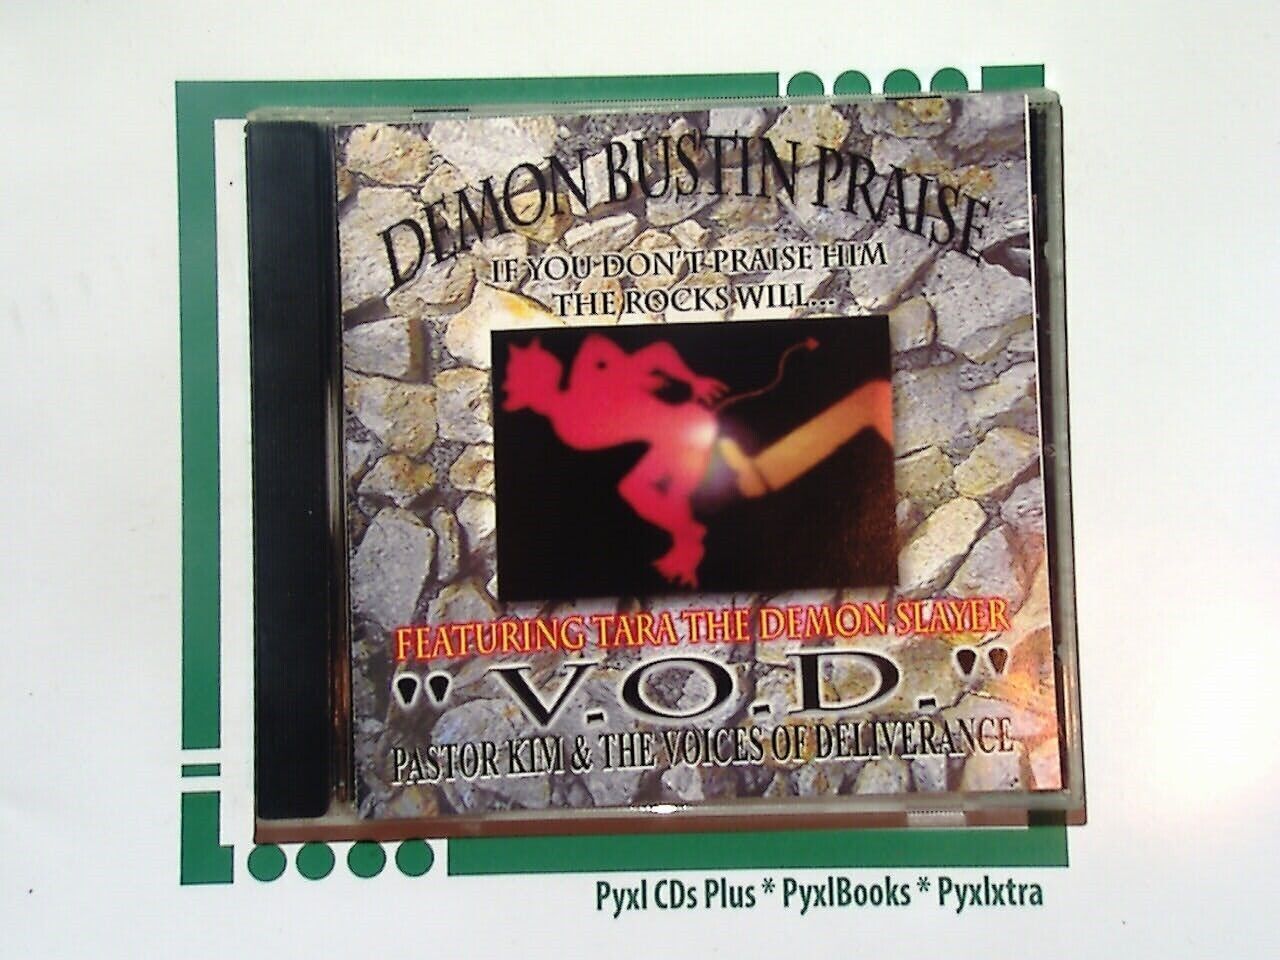 DEMON BUSTIN PRAISE
IF YOU DON'T PRAISE HIM
THE ROCKS WILL...
FEATURING TARA THE DEMON SLAYER
"V.O.D."
PASTOR KIM & THE VOICES OF DELIVERANCE
Pyxl CDs Plus * PyxlBooks * Pyxlxtra